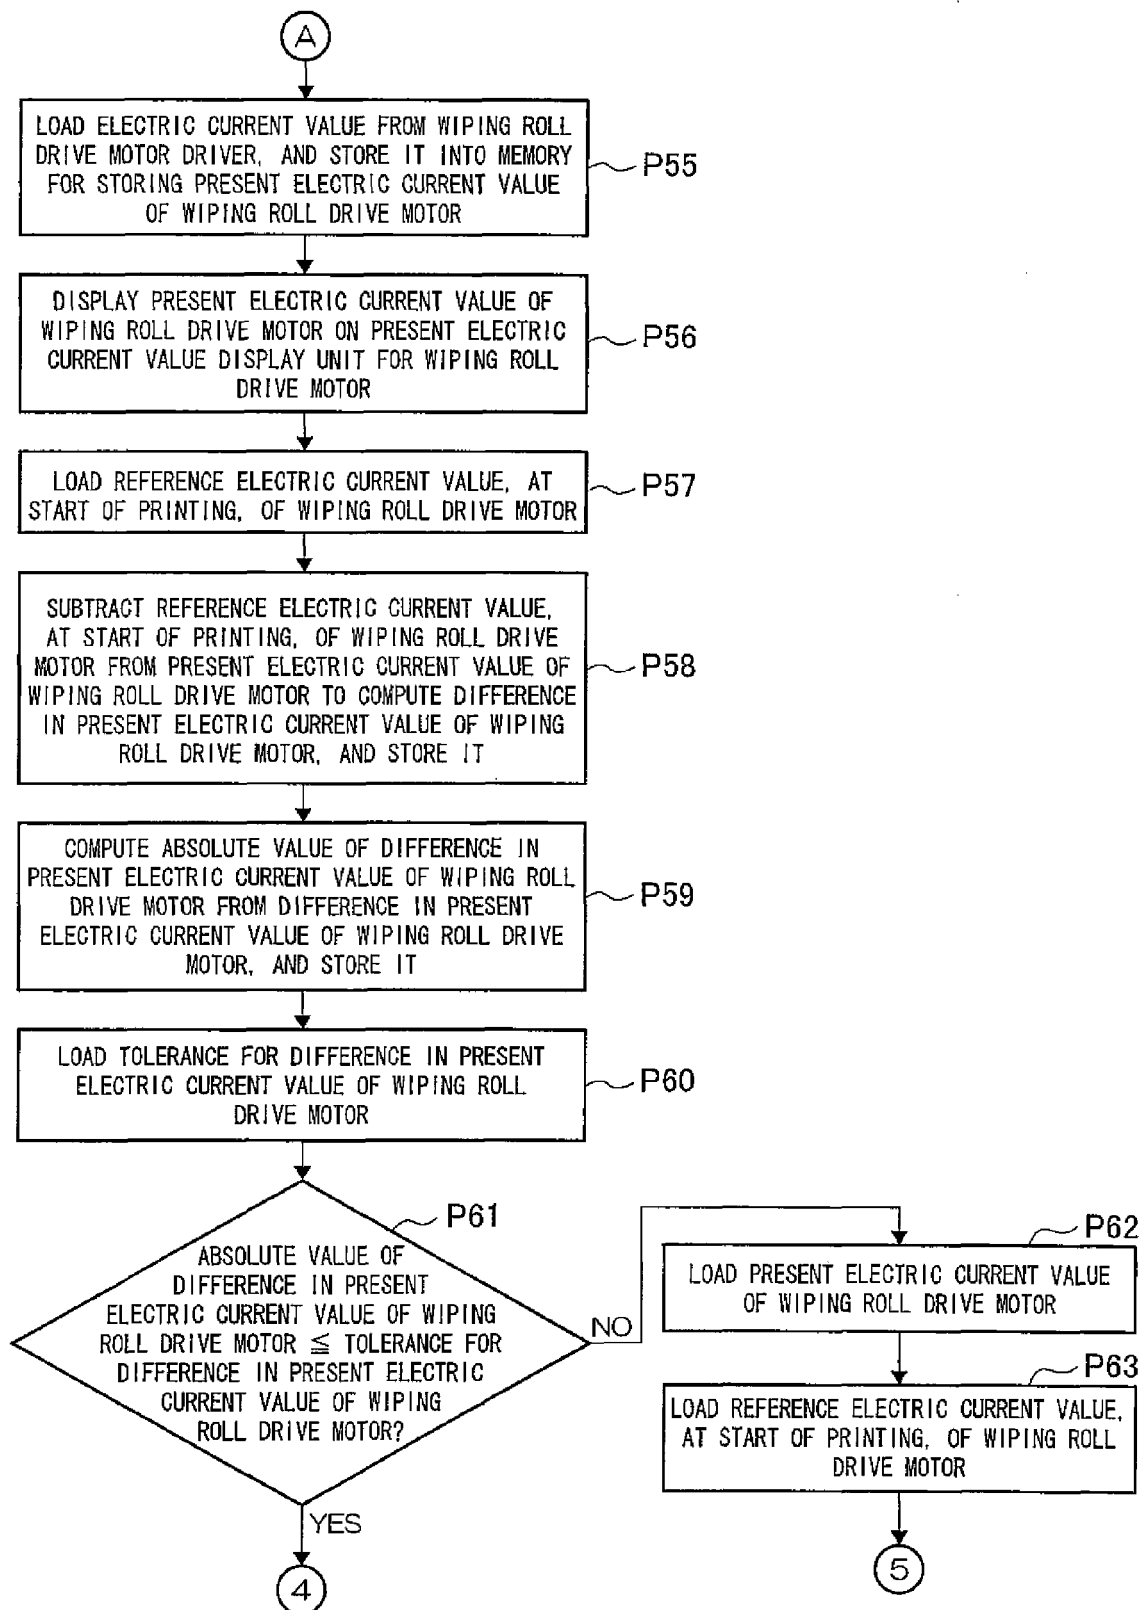 A
LOAD ELECTRIC CURRENT VALUE FROM WIPING ROLL
DRIVE MOTOR DRIVER, AND STORE IT INTO MEMORY
FOR STORING PRESENT ELECTRIC CURRENT VALUE
OF WIPING ROLL DRIVE MOTOR
P55
DISPLAY PRESENT ELECTRIC CURRENT VALUE OF
WIPING ROLL DRIVE MOTOR ON PRESENT ELECTRIC
CURRENT VALUE DISPLAY UNIT FOR WIPING ROLL
DRIVE MOTOR
P56
LOAD REFERENCE ELECTRIC CURRENT VALUE, AT
START OF PRINTING, OF WIPING ROLL DRIVE MOTOR
P57
SUBTRACT REFERENCE ELECTRIC CURRENT VALUE,
AT START OF PRINTING, OF WIPING ROLL DRIVE
MOTOR FROM PRESENT ELECTRIC CURRENT VALUE OF
WIPING ROLL DRIVE MOTOR TO COMPUTE DIFFERENCE
IN PRESENT ELECTRIC CURRENT VALUE OF WIPING
ROLL DRIVE MOTOR, AND STORE IT
P58
COMPUTE ABSOLUTE VALUE OF DIFFERENCE IN
PRESENT ELECTRIC CURRENT VALUE OF WIPING ROLL
DRIVE MOTOR FROM DIFFERENCE IN PRESENT
ELECTRIC CURRENT VALUE OF WIPING ROLL DRIVE
MOTOR, AND STORE IT
P59
LOAD TOLERANCE FOR DIFFERENCE IN PRESENT
ELECTRIC CURRENT VALUE OF WIPING ROLL
DRIVE MOTOR
P60
P61
ABSOLUTE VALUE OF
DIFFERENCE IN PRESENT
ELECTRIC CURRENT VALUE OF WIPING
ROLL DRIVE MOTOR ≦ TOLERANCE FOR
DIFFERENCE IN PRESENT ELECTRIC
CURRENT VALUE OF WIPING
ROLL DRIVE MOTOR?
NO
YES
4
P62
LOAD PRESENT ELECTRIC CURRENT VALUE
OF WIPING ROLL DRIVE MOTOR
P63
LOAD REFERENCE ELECTRIC CURRENT VALUE,
AT START OF PRINTING, OF WIPING ROLL
DRIVE MOTOR
5